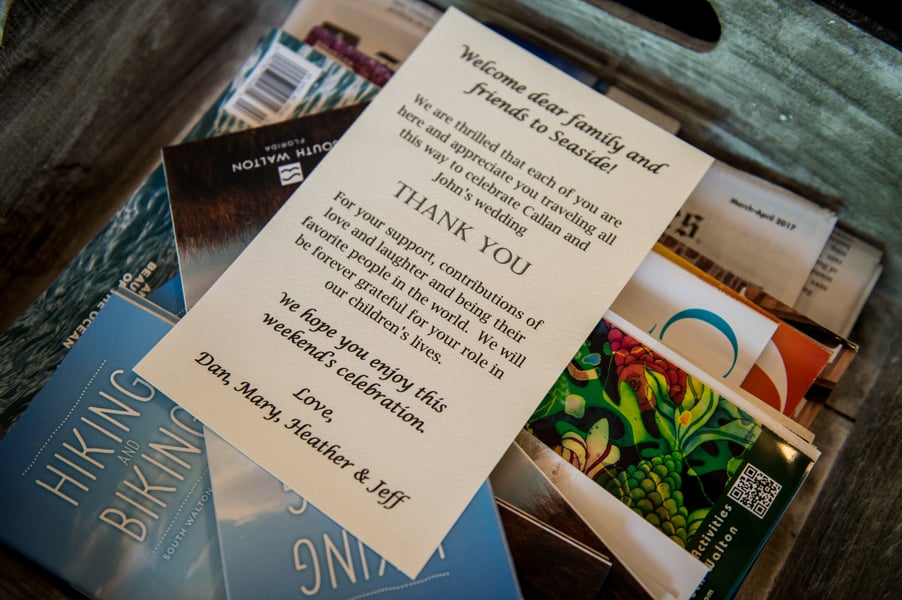 Welcome dear family and
friends to Seaside!
We are thrilled that each of you are
here and appreciate you traveling all
this way to celebrate Callan and
John's wedding
THANK YOU
For your support, contributions of
love and laughter and being their
favorite people in the world. We will
be forever grateful for your role in
our children's lives.
We hope you enjoy this
weekend's celebration.
Love,
Dan, Mary, Heather & Jeff
SOUTH WALTON
FLORIDA
OF THE OCEAN
HIKING
AND
BIKING
SOUTH WALTON
March-April 2017
Activities